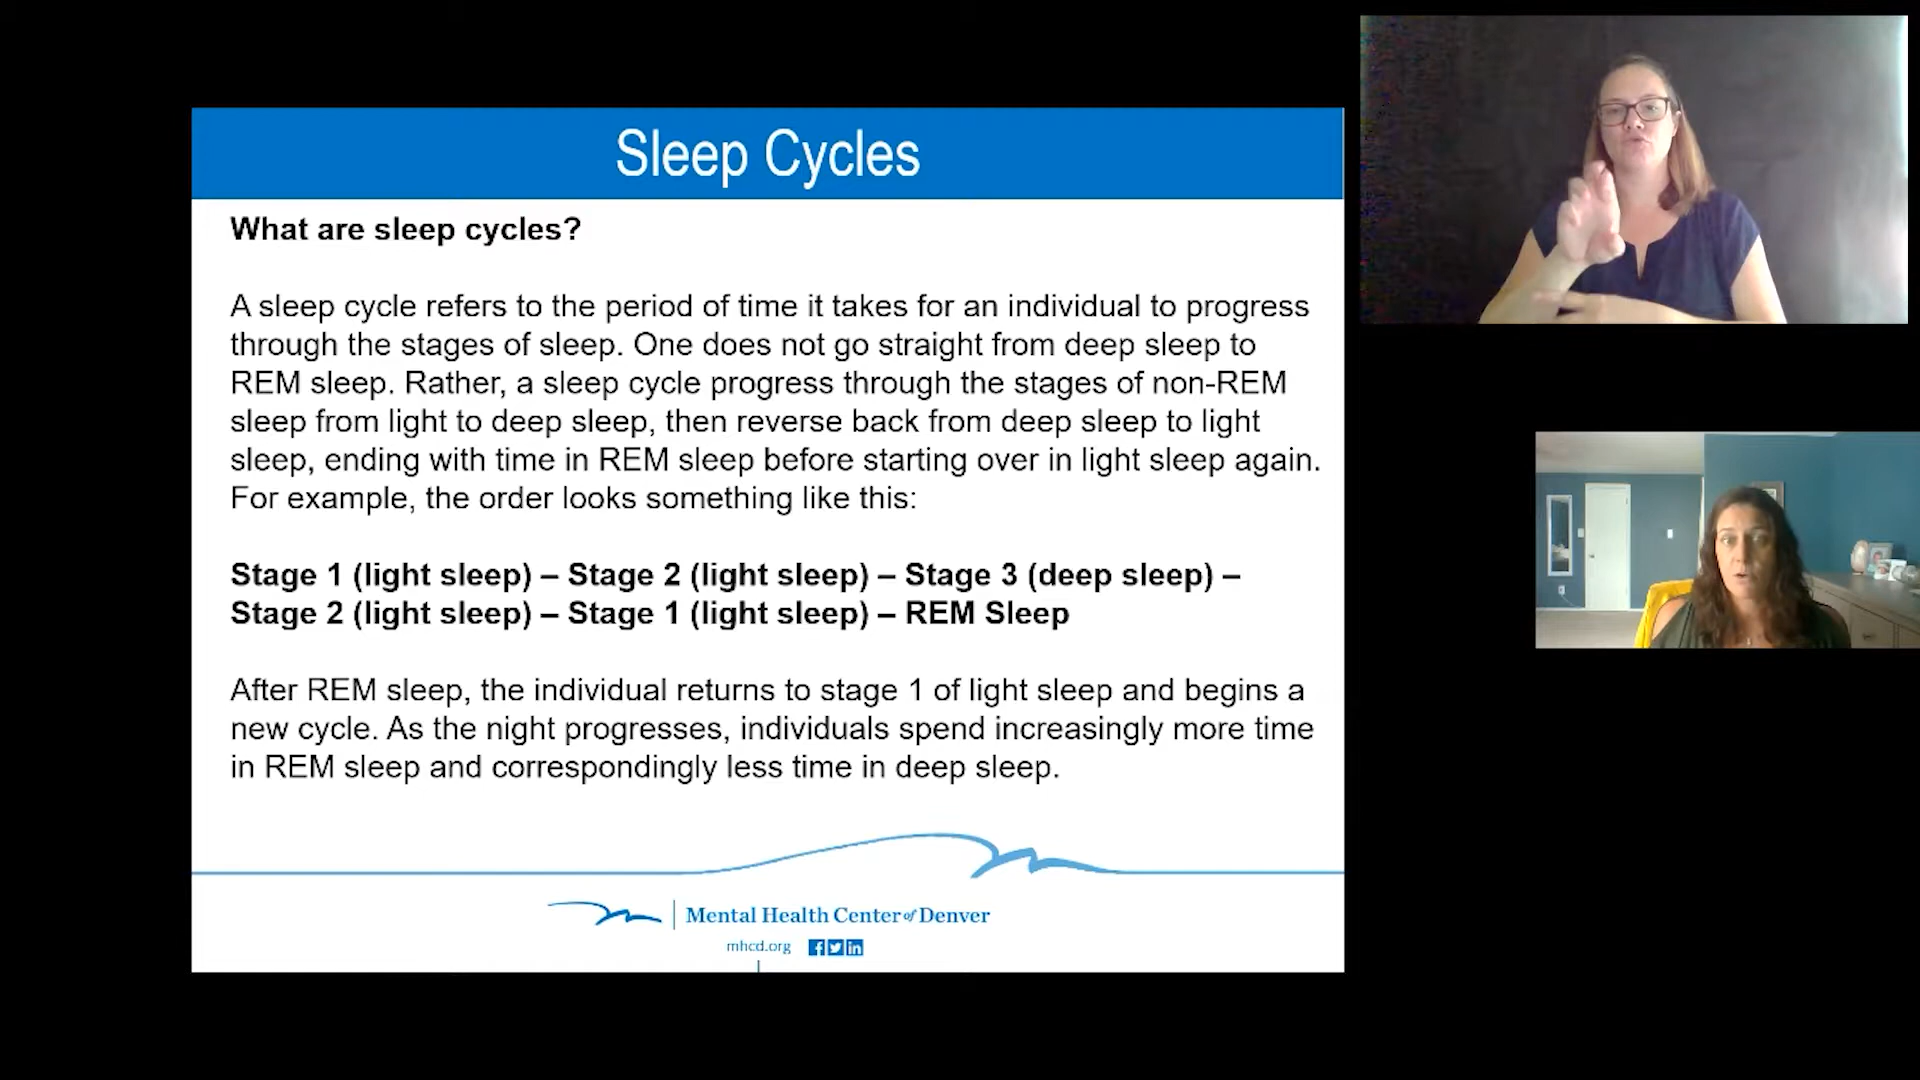 Sleep Cycles
What are sleep cycles?
A sleep cycle refers to the period of time it takes for an individual to progress
through the stages of sleep. One does not go straight from deep sleep to
REM sleep. Rather, a sleep cycle progress through the stages of non-REM
sleep from light to deep sleep, then reverse back from deep sleep to light
sleep, ending with time in REM sleep before starting over in light sleep again.
For example, the order looks something like this:
Stage 1 (light sleep) – Stage 2 (light sleep) – Stage 3 (deep sleep) –
Stage 2 (light sleep) – Stage 1 (light sleep) – REM Sleep
After REM sleep, the individual returns to stage 1 of light sleep and begins a
new cycle. As the night progresses, individuals spend increasingly more time
in REM sleep and correspondingly less time in deep sleep.
Mental Health Center of Denver
mhcd.org